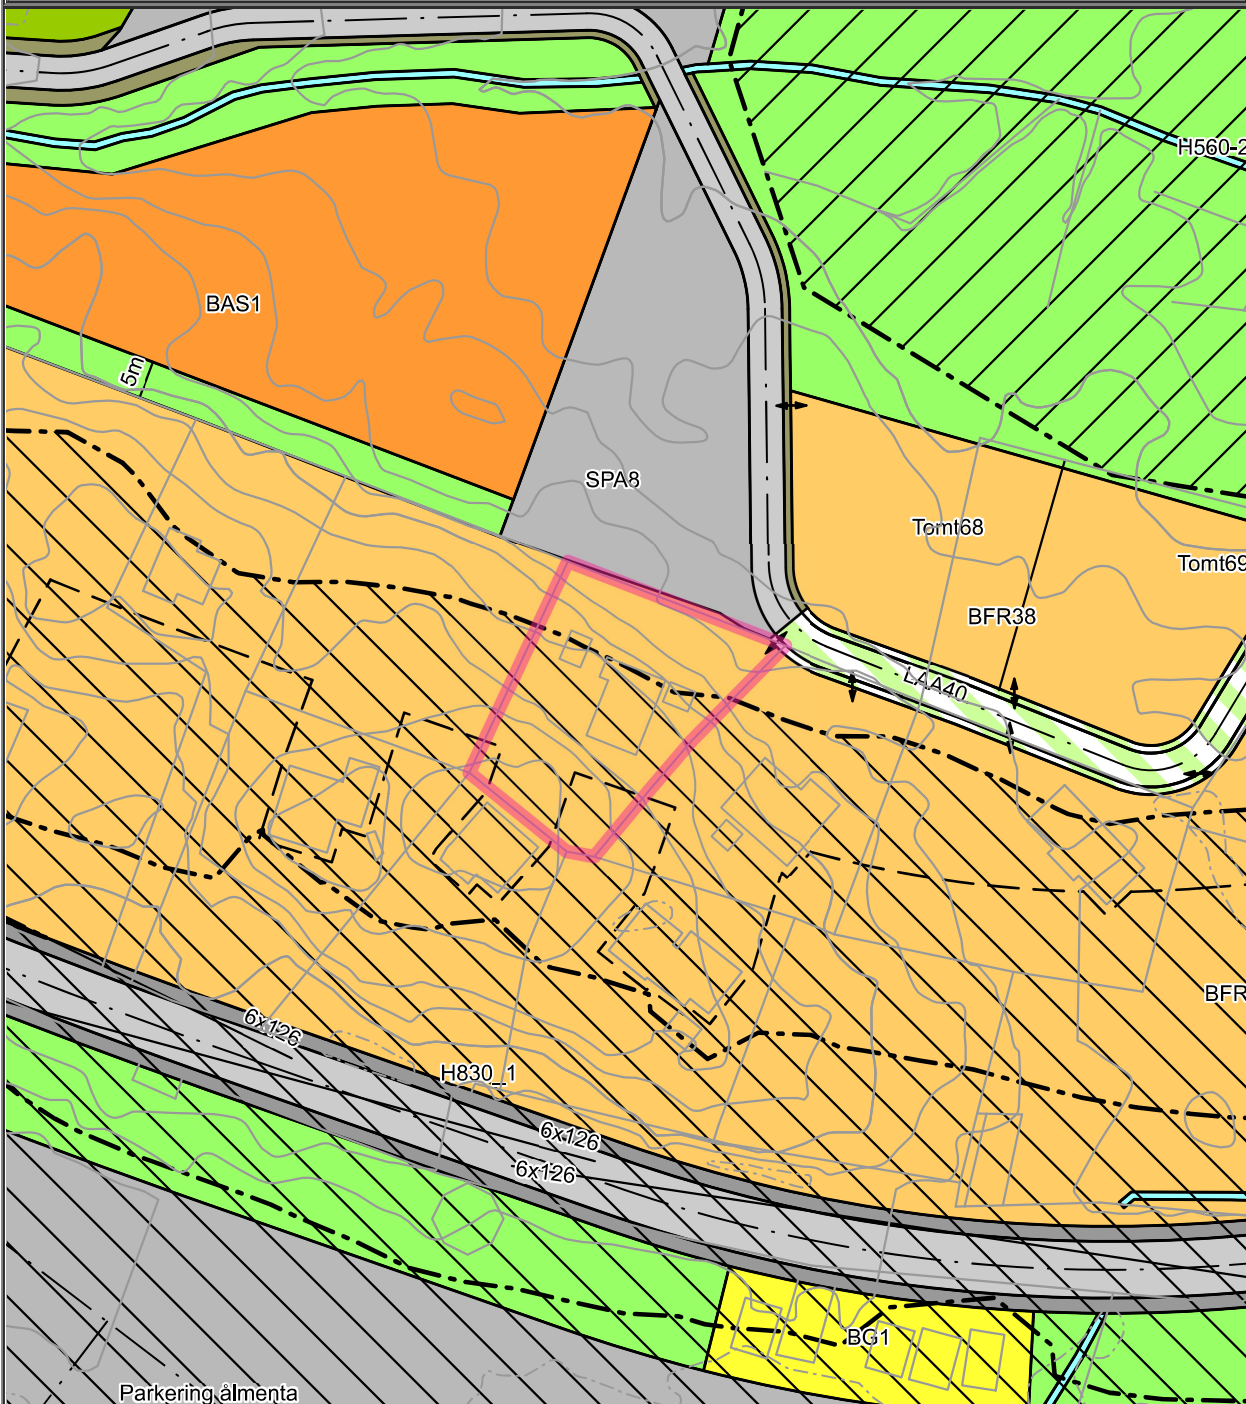 H560-2
BAS1
5m
SPA8
Tomt68
Tomt69
BFR38
LAA40
BFR
6x126
H830_1
6x126
6x126
BG1
Parkering ålmenta